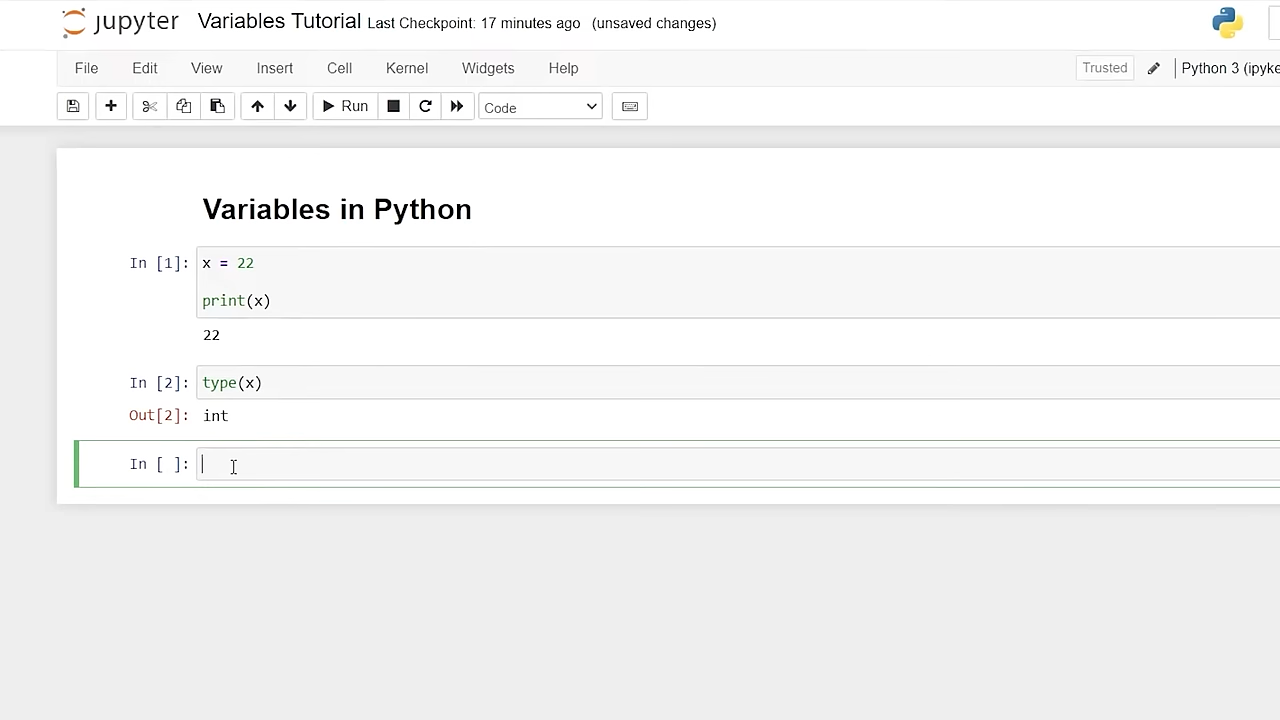 jupyter Variables Tutorial Last Checkpoint: 17 minutes ago (unsaved changes)
File Edit View Insert Cell Kernel Widgets Help Trusted Python 3 (ipyke
Run Code
Variables in Python
In [1]: x = 22
print(x)
22
In [2]: type(x)
Out[2]: int
In [ ]: